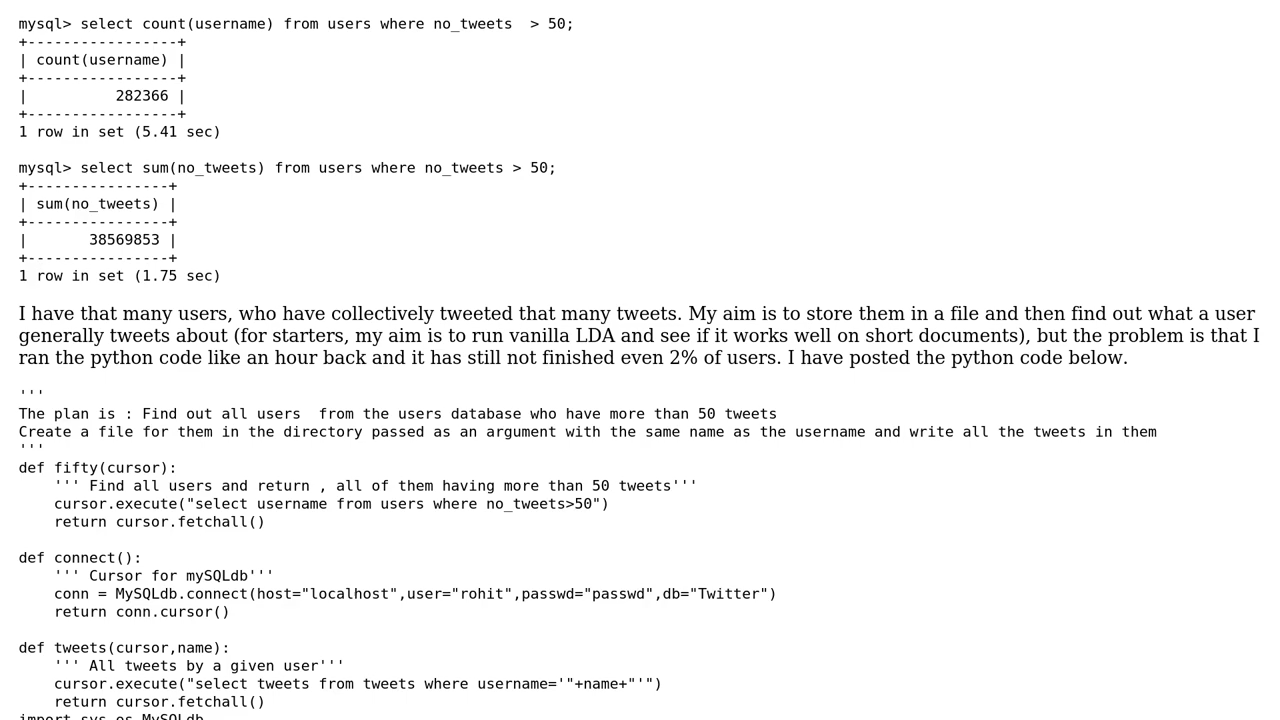 mysql> select count(username) from users where no_tweets  > 50;
+-----------------+
| count(username) |
+-----------------+
|          282366 |
+-----------------+
1 row in set (5.41 sec)
mysql> select sum(no_tweets) from users where no_tweets > 50;
+----------------+
| sum(no_tweets) |
+----------------+
|       38569853 |
+----------------+
1 row in set (1.75 sec)
I have that many users, who have collectively tweeted that many tweets. My aim is to store them in a file and then find out what a user
generally tweets about (for starters, my aim is to run vanilla LDA and see if it works well on short documents), but the problem is that I
ran the python code like an hour back and it has still not finished even 2% of users. I have posted the python code below.
'''
The plan is : Find out all users  from the users database who have more than 50 tweets
Create a file for them in the directory passed as an argument with the same name as the username and write all the tweets in them
'''
def fifty(cursor):
    ''' Find all users and return , all of them having more than 50 tweets'''
    cursor.execute("select username from users where no_tweets>50")
    return cursor.fetchall()
def connect():
    ''' Cursor for mySQLdb'''
    conn = MySQLdb.connect(host="localhost",user="rohit",passwd="passwd",db="Twitter")
    return conn.cursor()
def tweets(cursor,name):
    ''' All tweets by a given user'''
    cursor.execute("select tweets from tweets where username='"+name+"'")
    return cursor.fetchall()
import sys,os,MySQLdb